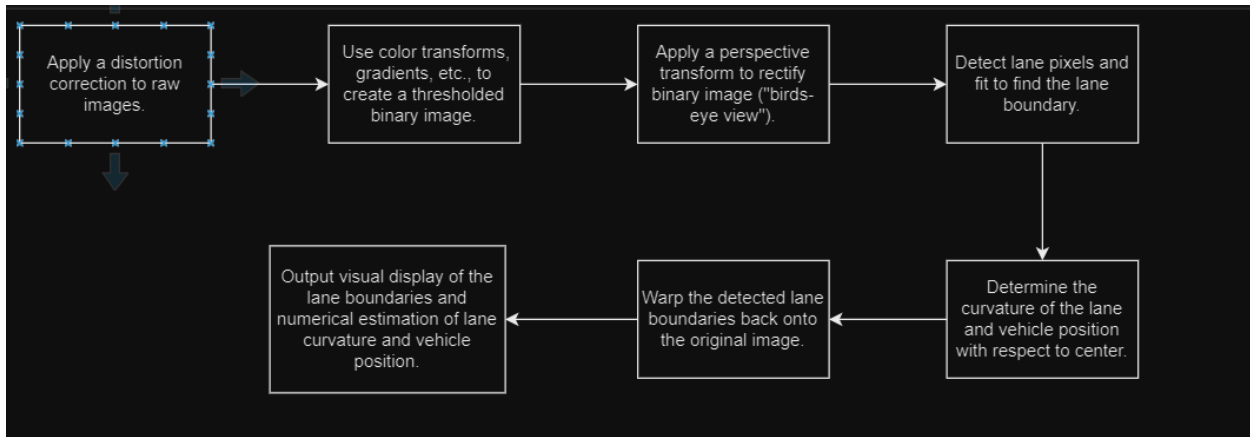 Apply a distortion
correction to raw
images.
Use color transforms,
gradients, etc., to
create a thresholded
binary image.
Apply a perspective
transform to rectify
binary image ("birds-
eye view").
Detect lane pixels and
fit to find the lane
boundary.
Determine the
curvature of the lane
and vehicle position
with respect to center.
Warp the detected lane
boundaries back onto
the original image.
Output visual display of the
lane boundaries and
numerical estimation of lane
curvature and vehicle
position.